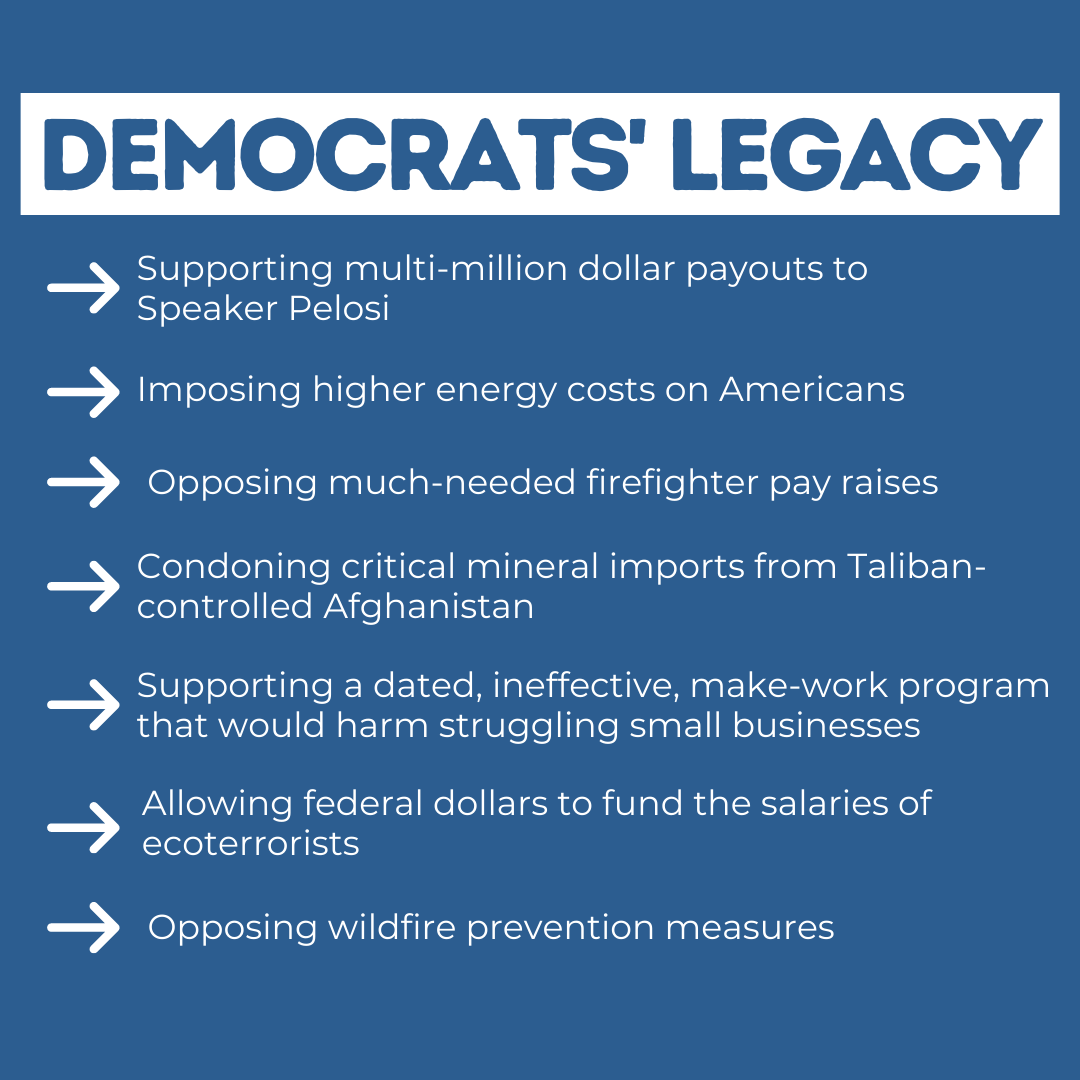 DEMOCRATS' LEGACY
Supporting multi-million dollar payouts to
Speaker Pelosi
Imposing higher energy costs on Americans
Opposing much-needed firefighter pay raises
Condoning critical mineral imports from Taliban-
controlled Afghanistan
Supporting a dated, ineffective, make-work program
that would harm struggling small businesses
Allowing federal dollars to fund the salaries of
ecoterrorists
Opposing wildfire prevention measures